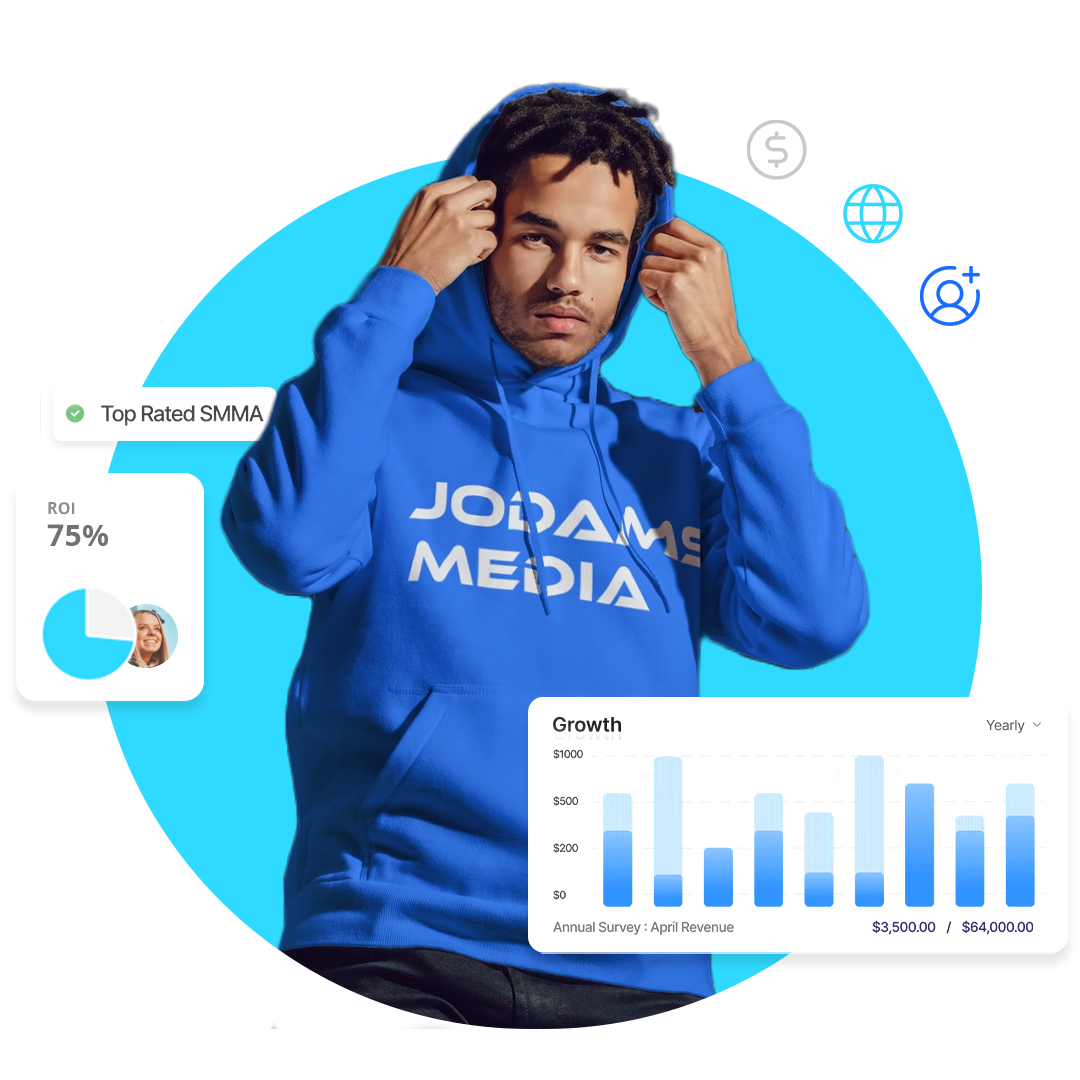 Top Rated SMMA
ROI
75%
JODAMS
MEDIA
Growth
Yearly
$1000
$500
$200
$0
Annual Survey : April Revenue
$3,500.00 / $64,000.00